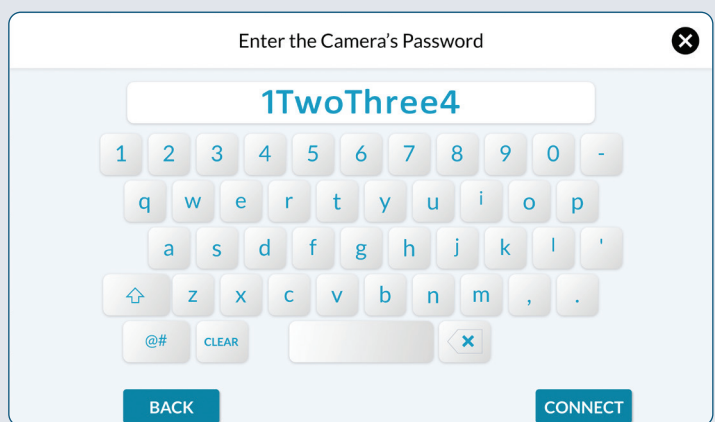 Enter the Camera's Password
1TwoThree4
1 2 3 4 5 6 7 8 9 0 -
q w e r t y u i o p
a s d f g h j k l '
z x c v b n m , .
@# CLEAR
BACK CONNECT